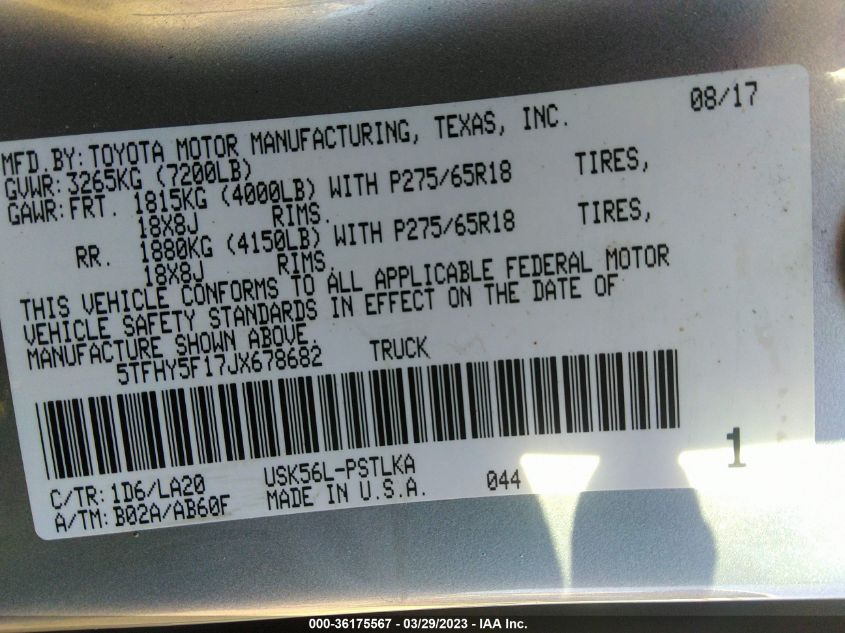 08/17
MFD BY: TOYOTA MOTOR MANUFACTURING, TEXAS, INC.
GVWR: 3265KG (7200LB)
GAWR: FRT. 1815KG (4000LB) WITH P275/65R18 TIRES,
18X8J RIMS.
RR. 1880KG (4150LB) WITH P275/65R18 TIRES,
18X8J RIMS.
THIS VEHICLE CONFORMS TO ALL APPLICABLE FEDERAL MOTOR
VEHICLE SAFETY STANDARDS IN EFFECT ON THE DATE OF
MANUFACTURE SHOWN ABOVE.
5TFHY5F17JX678682 TRUCK
1
C/TR: 1D6/LA20 USK56L-PSTLKA
A/TM: B02A/AB60F MADE IN U.S.A. 044
000-36175567 - 03/29/2023 - IAA Inc.